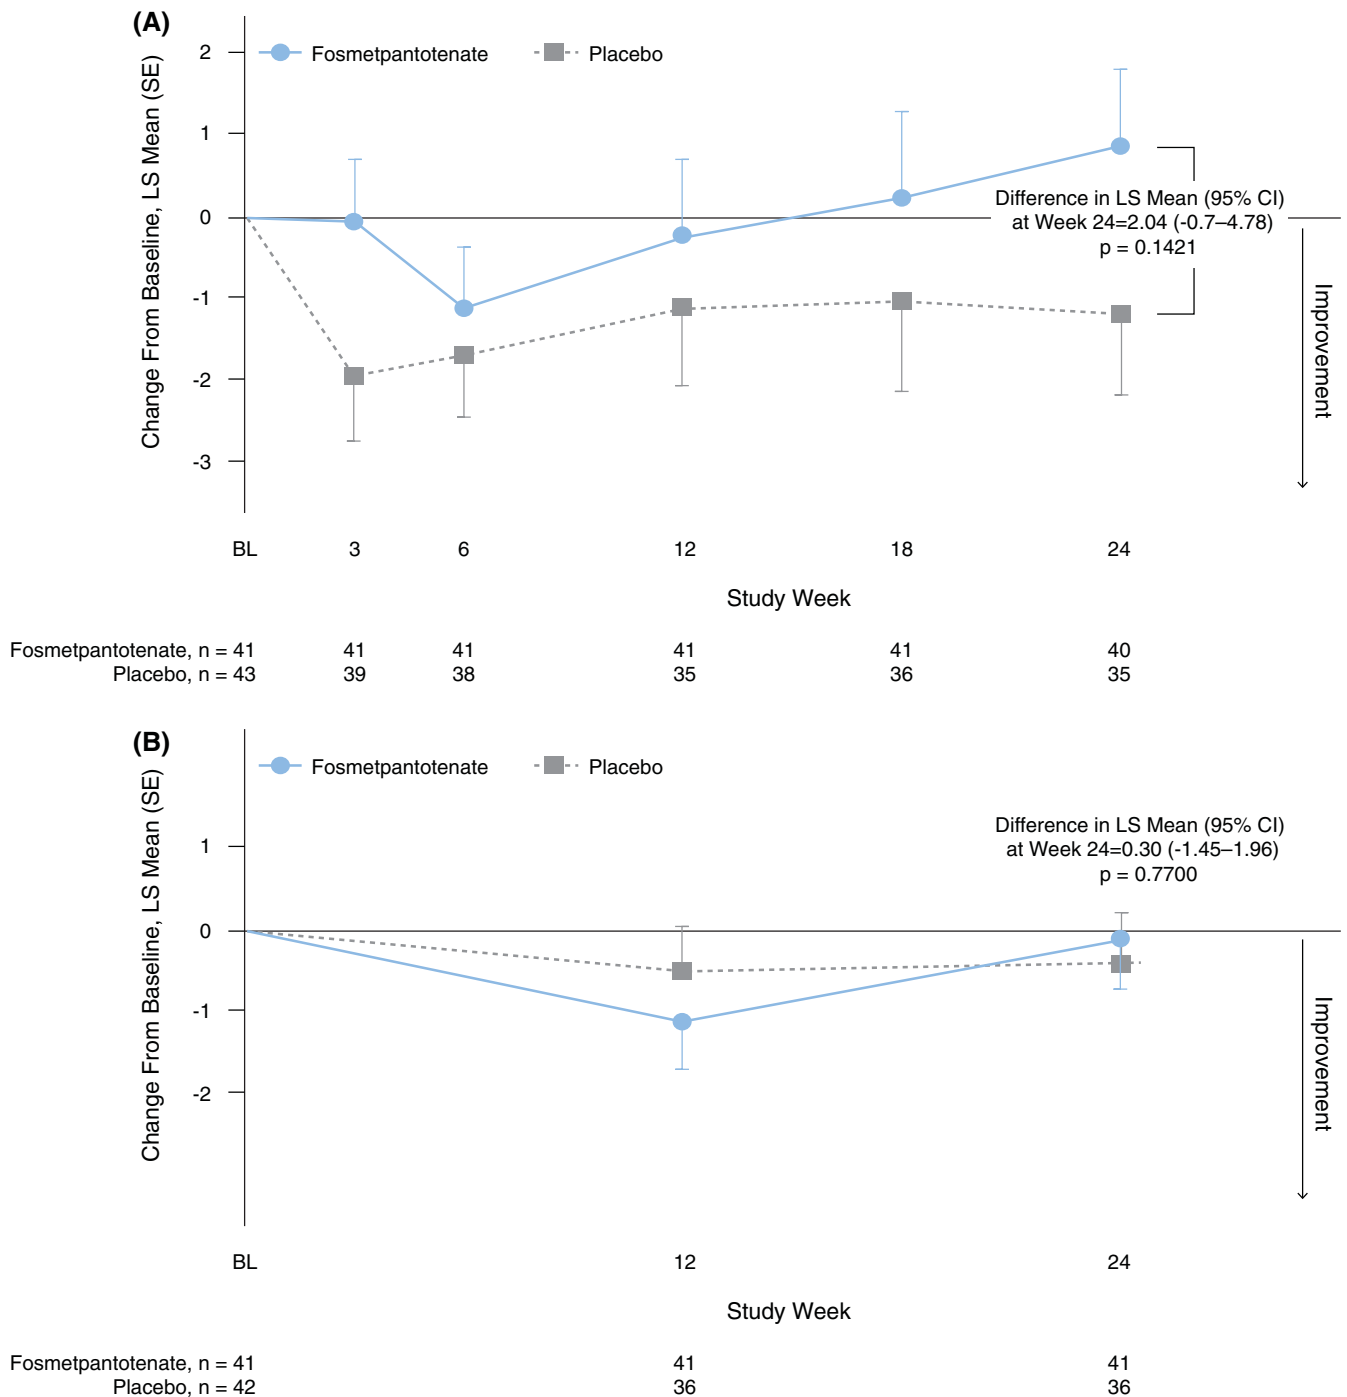 (A)
Change From Baseline, LS Mean (SE)
Fosmetpantotenate
Placebo
2
1
0
-1
-2
-3
Difference in LS Mean (95% CI)
at Week 24=2.04 (-0.7–4.78)
p = 0.1421
Improvement
BL 3 6 12 18 24
Study Week
Fosmetpantotenate, n = 41 41 41 41 41 40
Placebo, n = 43 39 38 35 36 35
(B)
Change From Baseline, LS Mean (SE)
Fosmetpantotenate
Placebo
1
0
-1
-2
Difference in LS Mean (95% CI)
at Week 24=0.30 (-1.45–1.96)
p = 0.7700
Improvement
BL 12 24
Study Week
Fosmetpantotenate, n = 41 41 41
Placebo, n = 42 36 36